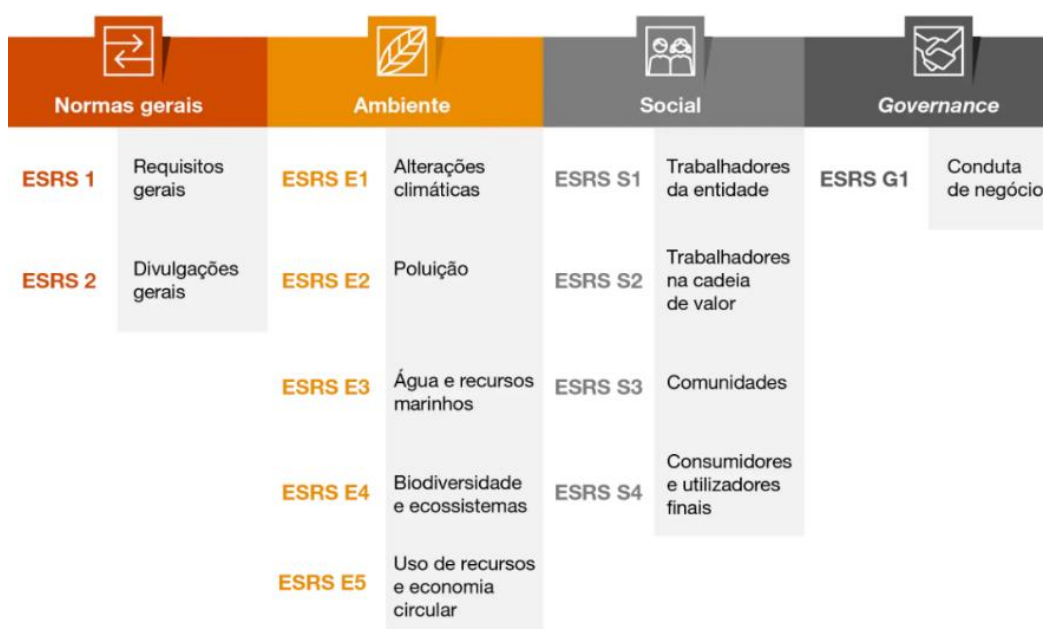 Normas gerais
ESRS 1
Requisitos
gerais
ESRS 2
Divulgações
gerais
Ambiente
ESRS E1
Alterações
climáticas
ESRS E2
Poluição
ESRS E3
Água e recursos
marinhos
ESRS E4
Biodiversidade
e ecossistemas
ESRS E5
Uso de recursos
e economia
circular
Social
ESRS S1
Trabalhadores
da entidade
ESRS S2
Trabalhadores
na cadeia
de valor
ESRS S3
Comunidades
ESRS S4
Consumidores
e utilizadores
finais
Governance
ESRS G1
Conduta
de negócio